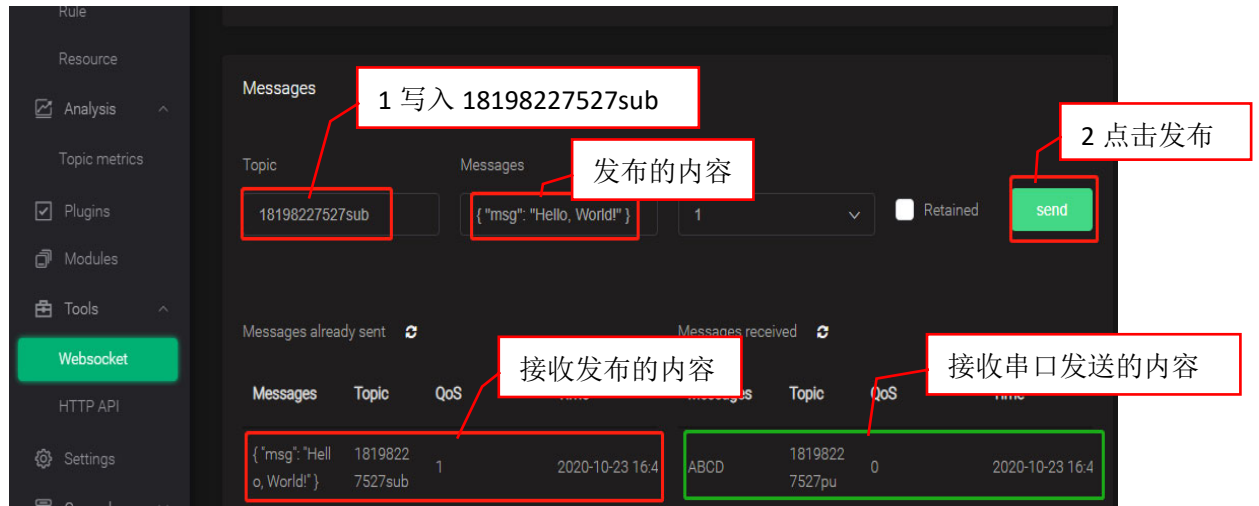 Rule
Resource
Analysis
Topic metrics
Plugins
Modules
Tools
Websocket
HTTP API
Settings
Messages
1 写入 18198227527sub
2 点击发布
Topic
Messages
发布的内容
18198227527sub
{ "msg": "Hello, World!" }
1
Retained
send
Messages already sent
Messages received
接收发布的内容
接收串口发送的内容
Messages Topic QoS Time
Messages Topic QoS Time
{ "msg": "Hell
o, World!" }
1819822
7527sub
1
2020-10-23 16:4
ABCD
1819822
7527pu
0
2020-10-23 16:4